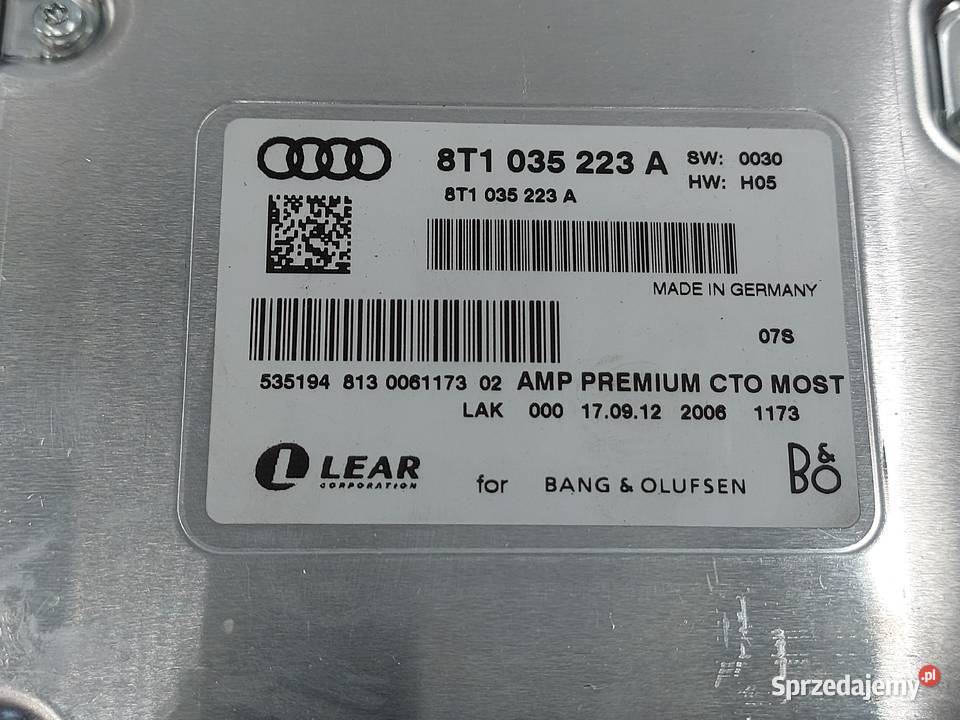 8T1 035 223 A SW: 0030
HW: H05
8T1 035 223 A
MADE IN GERMANY
07S
535194 813 0061173 02 AMP PREMIUM CTO MOST
LAK 000 17.09.12 2006 1173
LEAR
CORPORATION
for BANG & OLUFSEN B&O
Sprzedajemy.pl